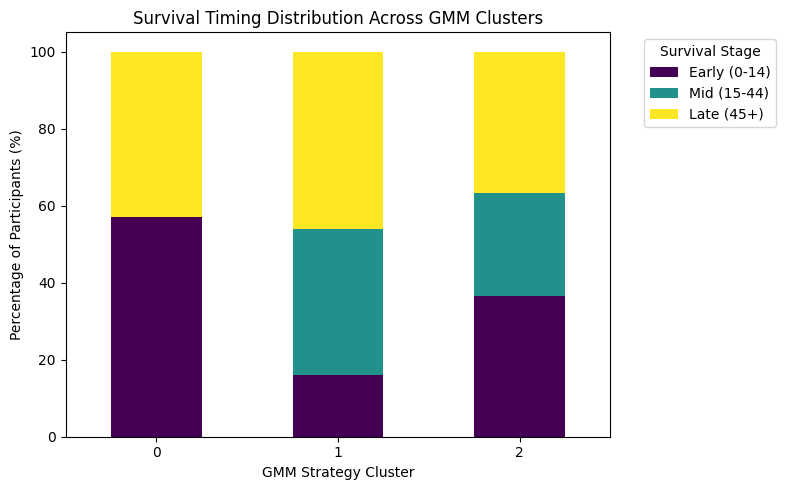 Survival Timing Distribution Across GMM Clusters
Percentage of Participants (%)
100
80
60
40
20
0
0
1
2
GMM Strategy Cluster
Survival Stage
Early (0-14)
Mid (15-44)
Late (45+)